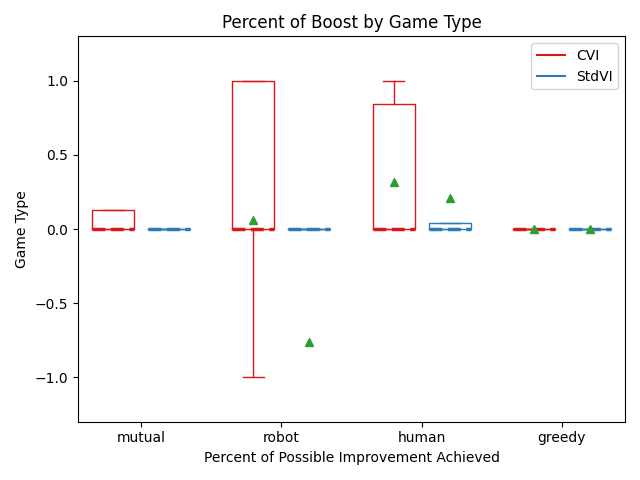 Percent of Boost by Game Type
CVI
StdVI
1.0
0.5
0.0
−0.5
−1.0
Game Type
mutual
robot
human
greedy
Percent of Possible Improvement Achieved